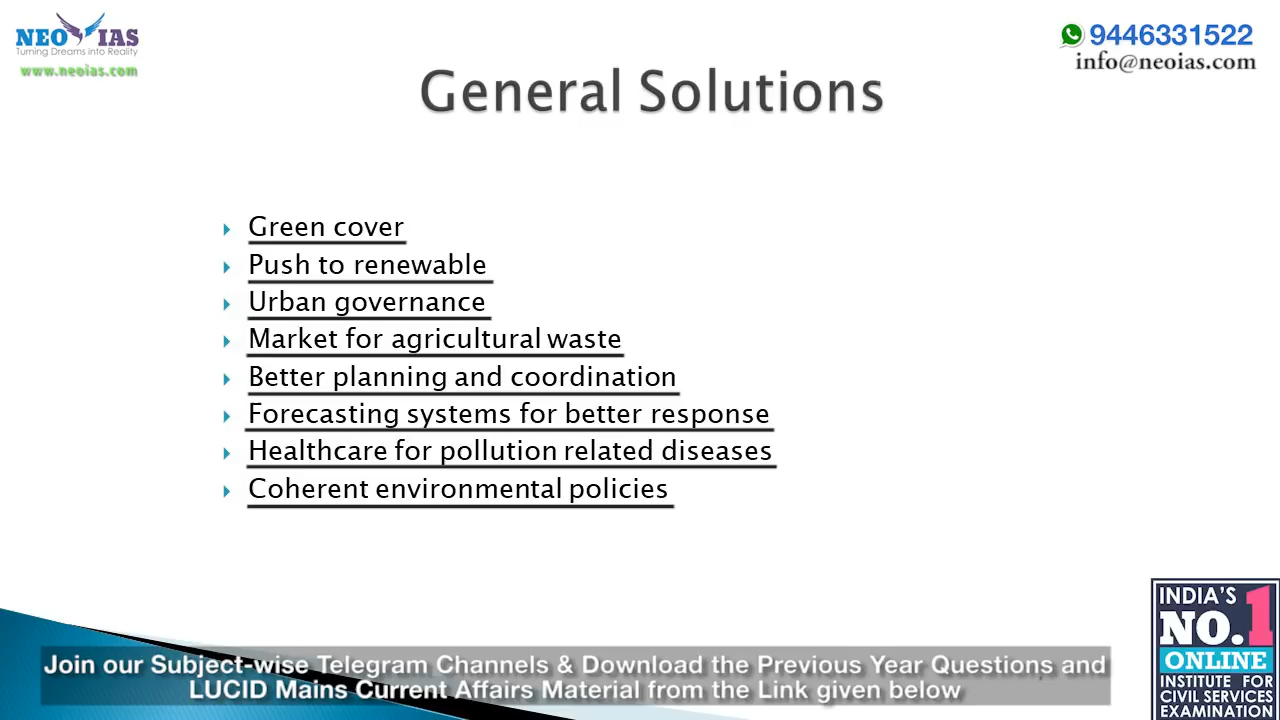 NEO IAS
Turning Dreams into Reality
www.neoias.com
9446331522
info@neoias.com
General Solutions
Green cover
Push to renewable
Urban governance
Market for agricultural waste
Better planning and coordination
Forecasting systems for better response
Healthcare for pollution related diseases
Coherent environmental policies
INDIA'S
NO.1
ONLINE
INSTITUTE FOR
CIVIL SERVICES
EXAMINATION
Join our Subject-wise Telegram Channels & Download the Previous Year Questions and
LUCID Mains Current Affairs Material from the Link given below